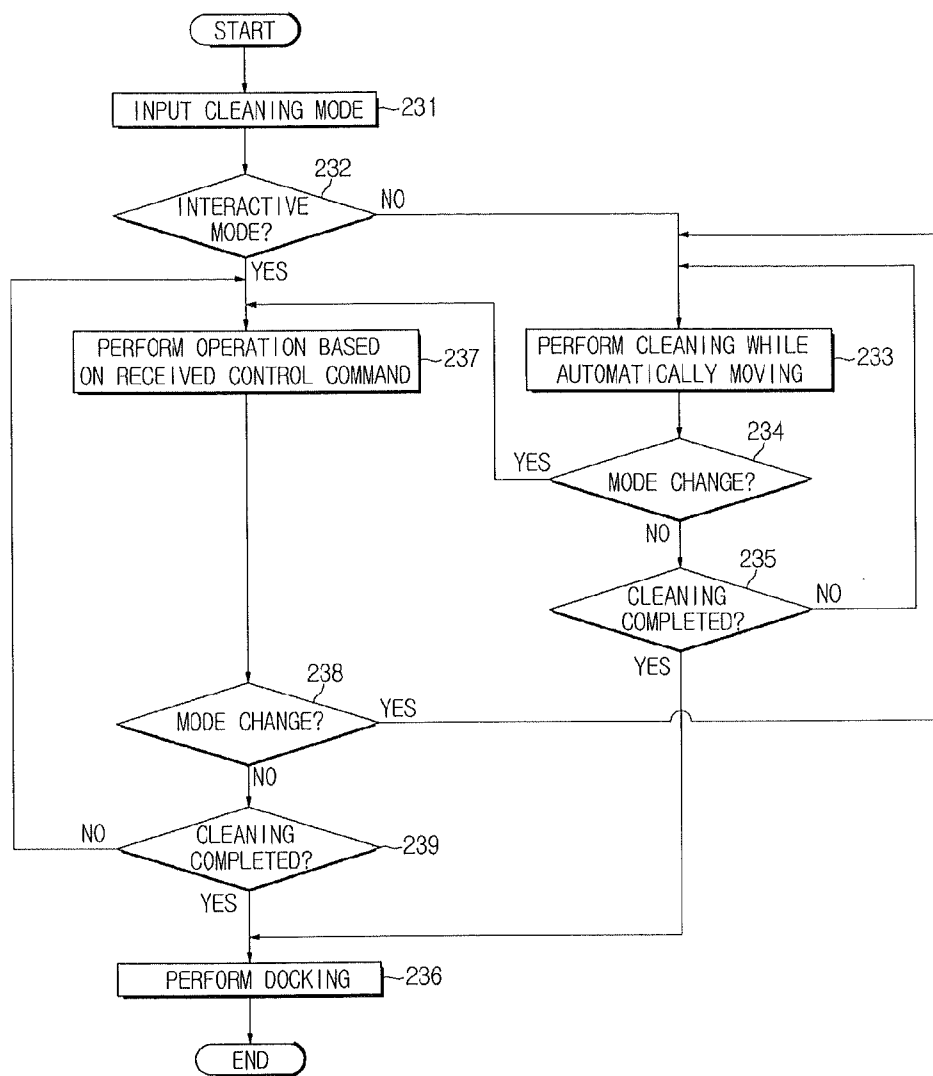 START
INPUT CLEANING MODE
231
232
INTERACTIVE
MODE?
NO
YES
PERFORM OPERATION BASED
ON RECEIVED CONTROL COMMAND
237
PERFORM CLEANING WHILE
AUTOMATICALLY MOVING
233
234
YES
MODE CHANGE?
NO
235
CLEANING
COMPLETED?
NO
YES
238
MODE CHANGE?
YES
NO
NO
CLEANING
COMPLETED?
239
YES
PERFORM DOCKING
236
END